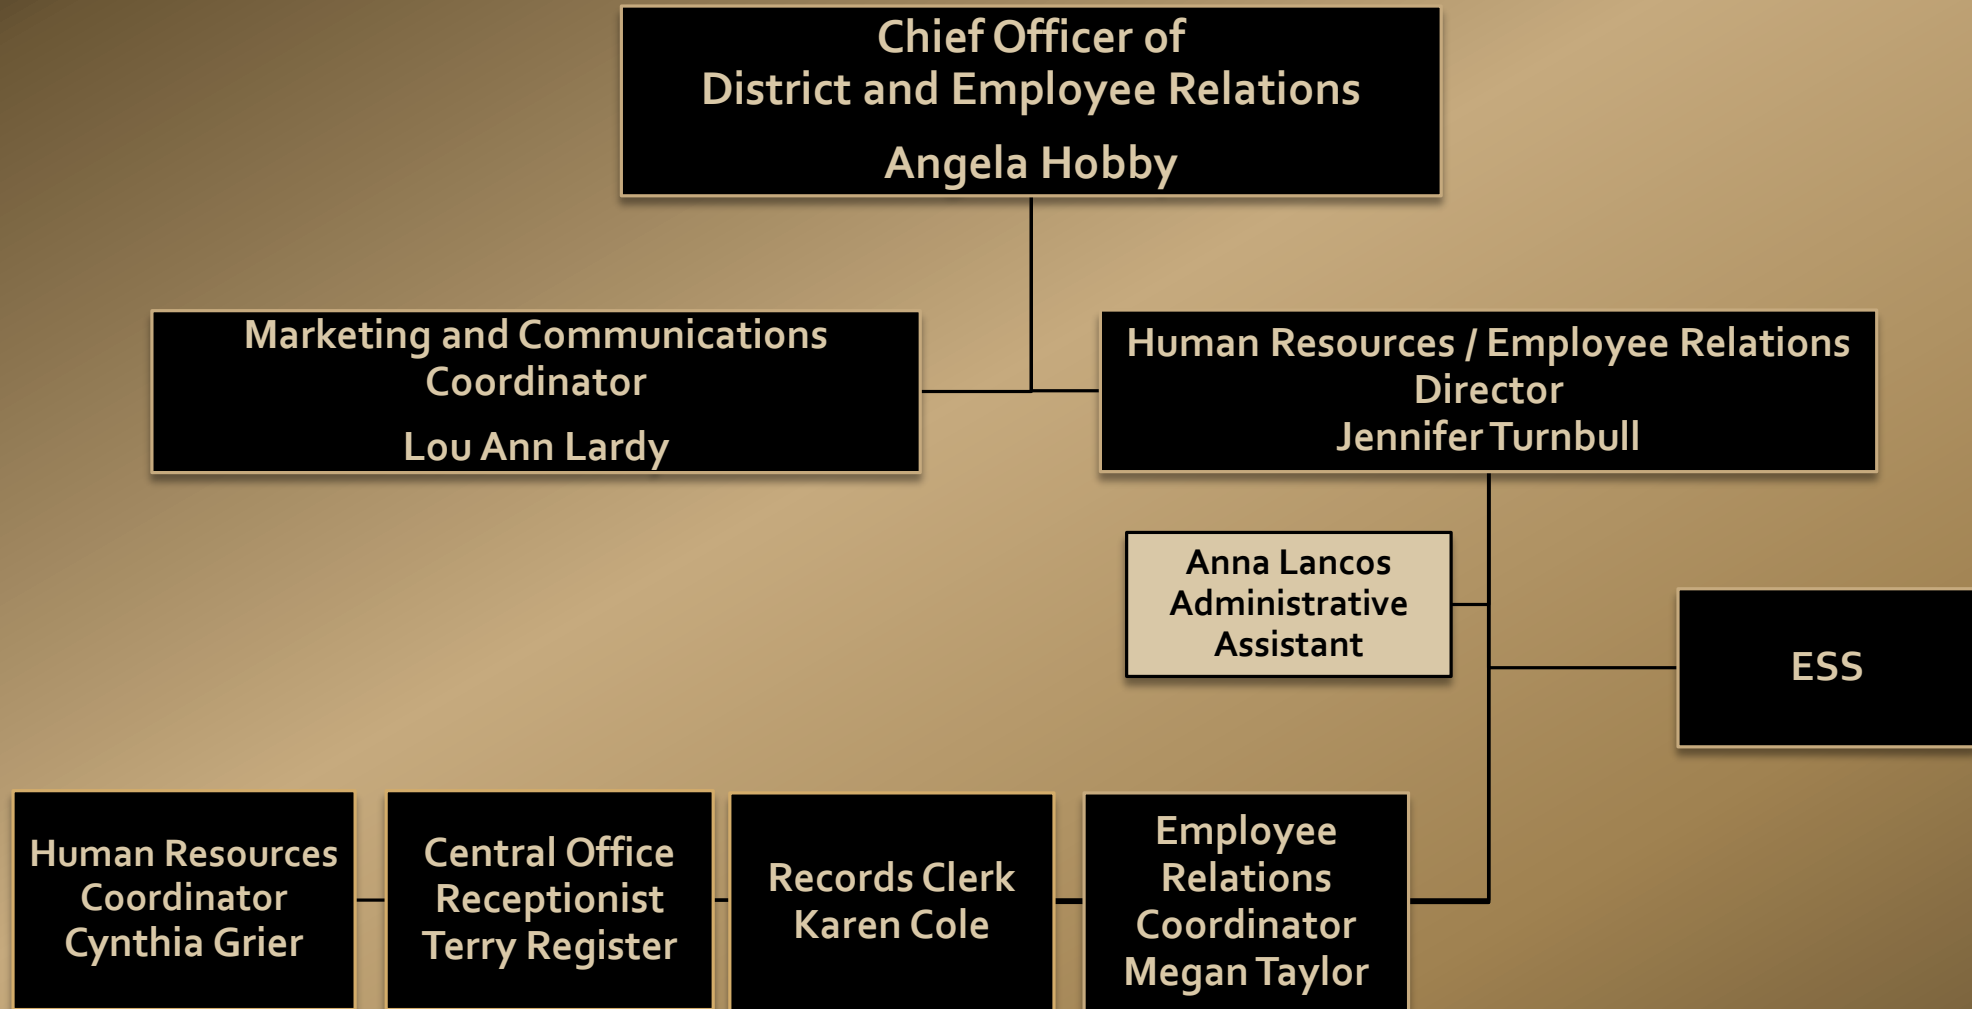 Chief Officer of
District and Employee Relations
Angela Hobby
Marketing and Communications
Coordinator
Lou Ann Lardy
Human Resources / Employee Relations
Director
Jennifer Turnbull
Anna Lancos
Administrative
Assistant
ESS
Human Resources
Coordinator
Cynthia Grier
Central Office
Receptionist
Terry Register
Records Clerk
Karen Cole
Employee
Relations
Coordinator
Megan Taylor